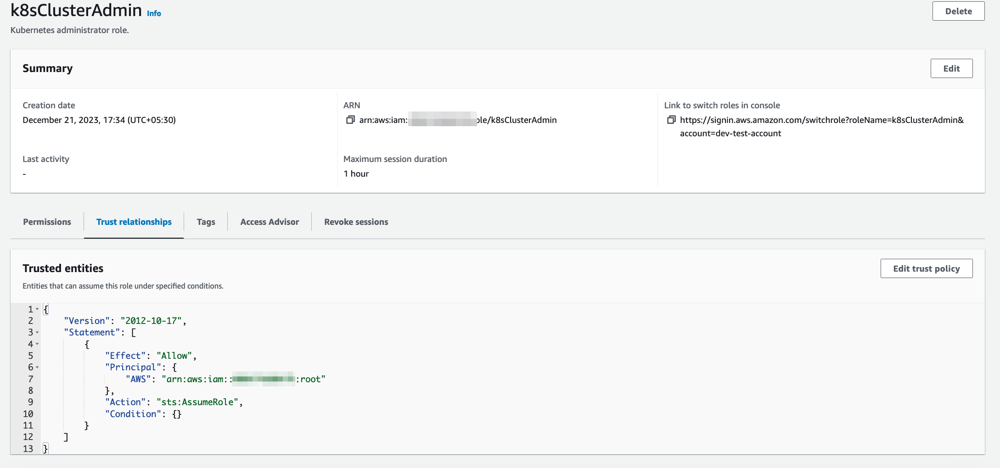 k8sClusterAdmin Info
Delete
Kubernetes administrator role.
Summary
Edit
Creation date
December 21, 2023, 17:34 (UTC+05:30)
ARN
arn:aws:iam: ole/k8sClusterAdmin
Link to switch roles in console
https://signin.aws.amazon.com/switchrole?roleName=k8sClusterAdmin&
account=dev-test-account
Last activity
-
Maximum session duration
1 hour
Permissions
Trust relationships
Tags
Access Advisor
Revoke sessions
Trusted entities
Edit trust policy
Entities that can assume this role under specified conditions.
1 {
2 "Version": "2012-10-17",
3 "Statement": [
4 {
5 "Effect": "Allow",
6 "Principal": {
7 "AWS": "arn:aws:iam:: :root"
8 },
9 "Action": "sts:AssumeRole",
10 "Condition": {}
11 }
12 ]
13 }